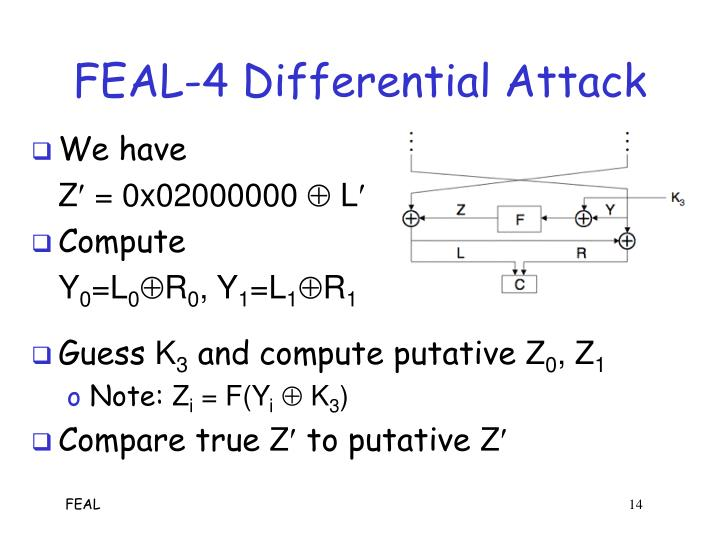 FEAL-4 Differential Attack
❑ We have
Z′ = 0x02000000 ⊕ L′
❑ Compute
Y₀=L₀⊕R₀, Y₁=L₁⊕R₁
K₃
Z F Y
L R
C
❑ Guess K₃ and compute putative Z₀, Z₁
o Note: Zᵢ = F(Yᵢ ⊕ K₃)
❑ Compare true Z′ to putative Z′
FEAL 14